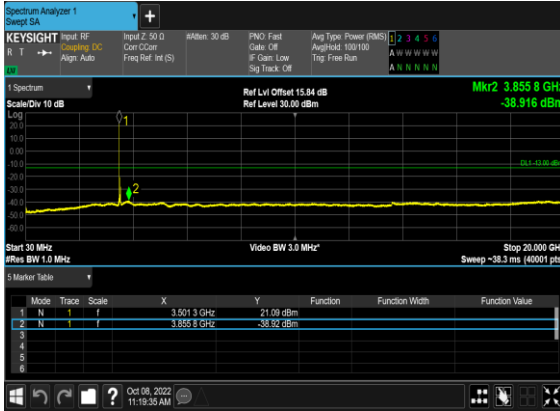 Spectrum Analyzer 1
Swept SA
+
KEYSIGHT Input: RF Input Z: 50 Ω #Atten: 30 dB PNO: Fast Avg Type: Power (RMS) 1 2 3 4 5 6
R T Coupling: DC Corr CCorr Gate: Off Avg|Hold: 100/100 A W W W W W
Align: Auto Freq Ref: Int (S) IF Gain: Low Trig: Free Run
Sig Track: Off A N N N N N
1 Spectrum Ref Lvl Offset 15.84 dB Mkr2 3.855 8 GHz
Scale/Div 10 dB Ref Level 30.00 dBm -38.916 dBm
Log
20.0 1
10.0
0.00
-10.0 DL1 -13.00 dBm
-20.0
-30.0 2
-40.0
-50.0
-60.0
Start 30 MHz Video BW 3.0 MHz* Stop 20.000 GHz
#Res BW 1.0 MHz Sweep ~38.3 ms (40001 pts)
5 Marker Table
Mode Trace Scale X Y Function Function Width Function Value
1 N 1 f 3.501 3 GHz 21.09 dBm
2 N 1 f 3.855 8 GHz -38.92 dBm
3
4
5
6
? Oct 08, 2022
11:19:35 AM